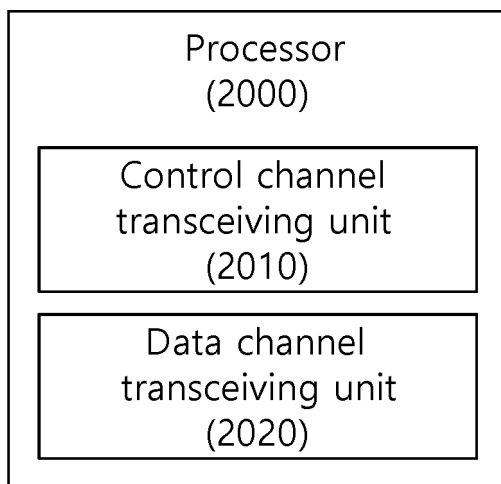 Processor
(2000)
Control channel
transceiving unit
(2010)
Data channel
transceiving unit
(2020)